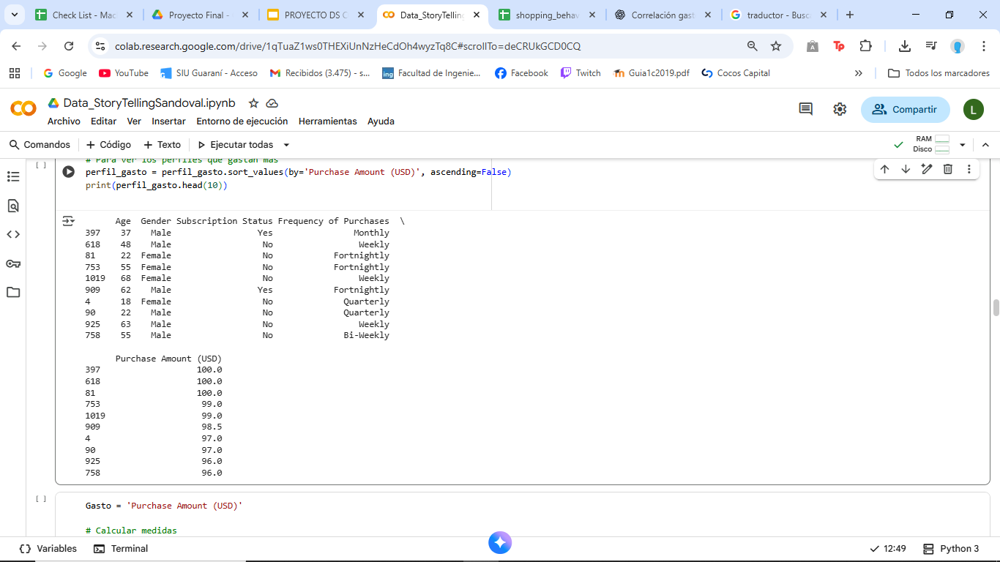 Check List - Mac
Proyecto Final -
PROYECTO DS C
Data_StoryTelling
shopping_behav
Correlación gast
traductor - Busc
colab.research.google.com/drive/1qTuaZ1ws0THEXiUnNzHeCdOh4wyzTq8C#scrollTo=deCRUkGCD0CQ
Google
YouTube
SIU Guaraní - Acceso
Recibidos (3.475) - s...
ing Facultad de Ingenie...
Facebook
Twitch
Guia1c2019.pdf
Cocos Capital
Todos los marcadores
Data_StoryTellingSandoval.ipynb
Compartir
L
Archivo Editar Ver Insertar Entorno de ejecución Herramientas Ayuda
Comandos + Código + Texto Ejecutar todas
RAM
Disco
[ ]
# Para ver los perfiles que gastan más
perfil_gasto = perfil_gasto.sort_values(by='Purchase Amount (USD)', ascending=False)
print(perfil_gasto.head(10))
Age Gender Subscription Status Frequency of Purchases \
397 37 Male Yes Monthly
618 48 Male No Weekly
81 22 Female No Fortnightly
753 55 Female No Fortnightly
1019 68 Female No Weekly
909 62 Male Yes Fortnightly
4 18 Female No Quarterly
90 22 Male No Quarterly
925 63 Male No Weekly
758 55 Male No Bi-Weekly
Purchase Amount (USD)
397 100.0
618 100.0
81 100.0
753 99.0
1019 99.0
909 98.5
4 97.0
90 97.0
925 96.0
758 96.0
[ ]
Gasto = 'Purchase Amount (USD)'
# Calcular medidas
Variables Terminal
12:49
Python 3